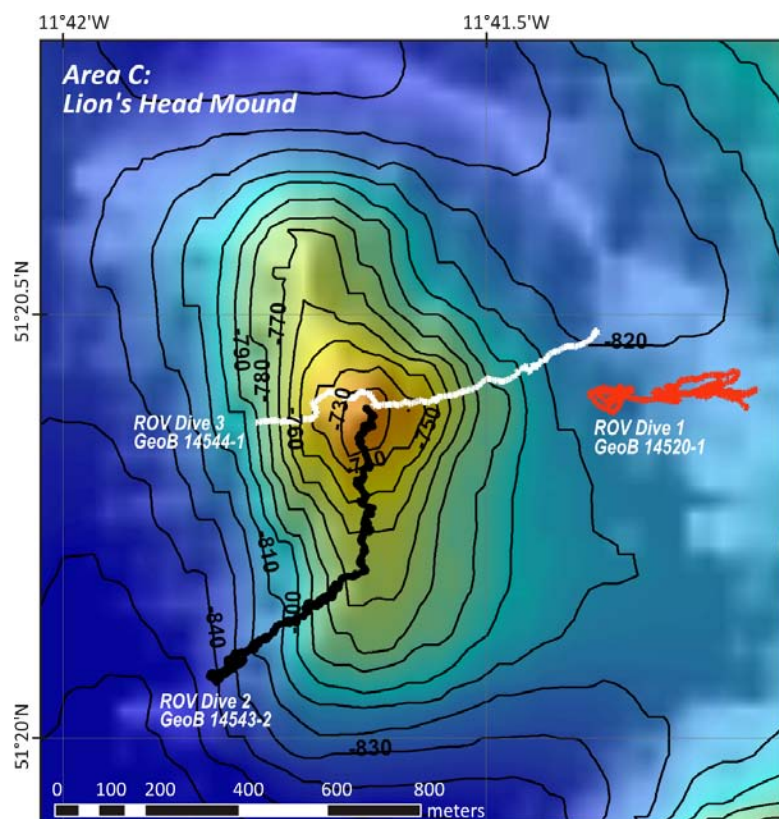 11°42'W
11°41.5'W
Area C:
Lion's Head Mound
51°20.5'N
-770
-790
-780
-820
-730
-760
-750
ROV Dive 3
GeoB 14544-1
ROV Dive 1
GeoB 14520-1
-810
-840
ROV Dive 2
GeoB 14543-2
51°20'N
-830
0 100 200 400 600 800
meters